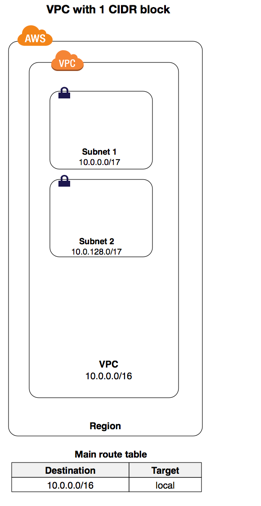 VPC with 1 CIDR block
AWS
VPC
Subnet 1
10.0.0.0/17
Subnet 2
10.0.128.0/17
VPC
10.0.0.0/16
Region
Main route table
Destination Target
10.0.0.0/16 local